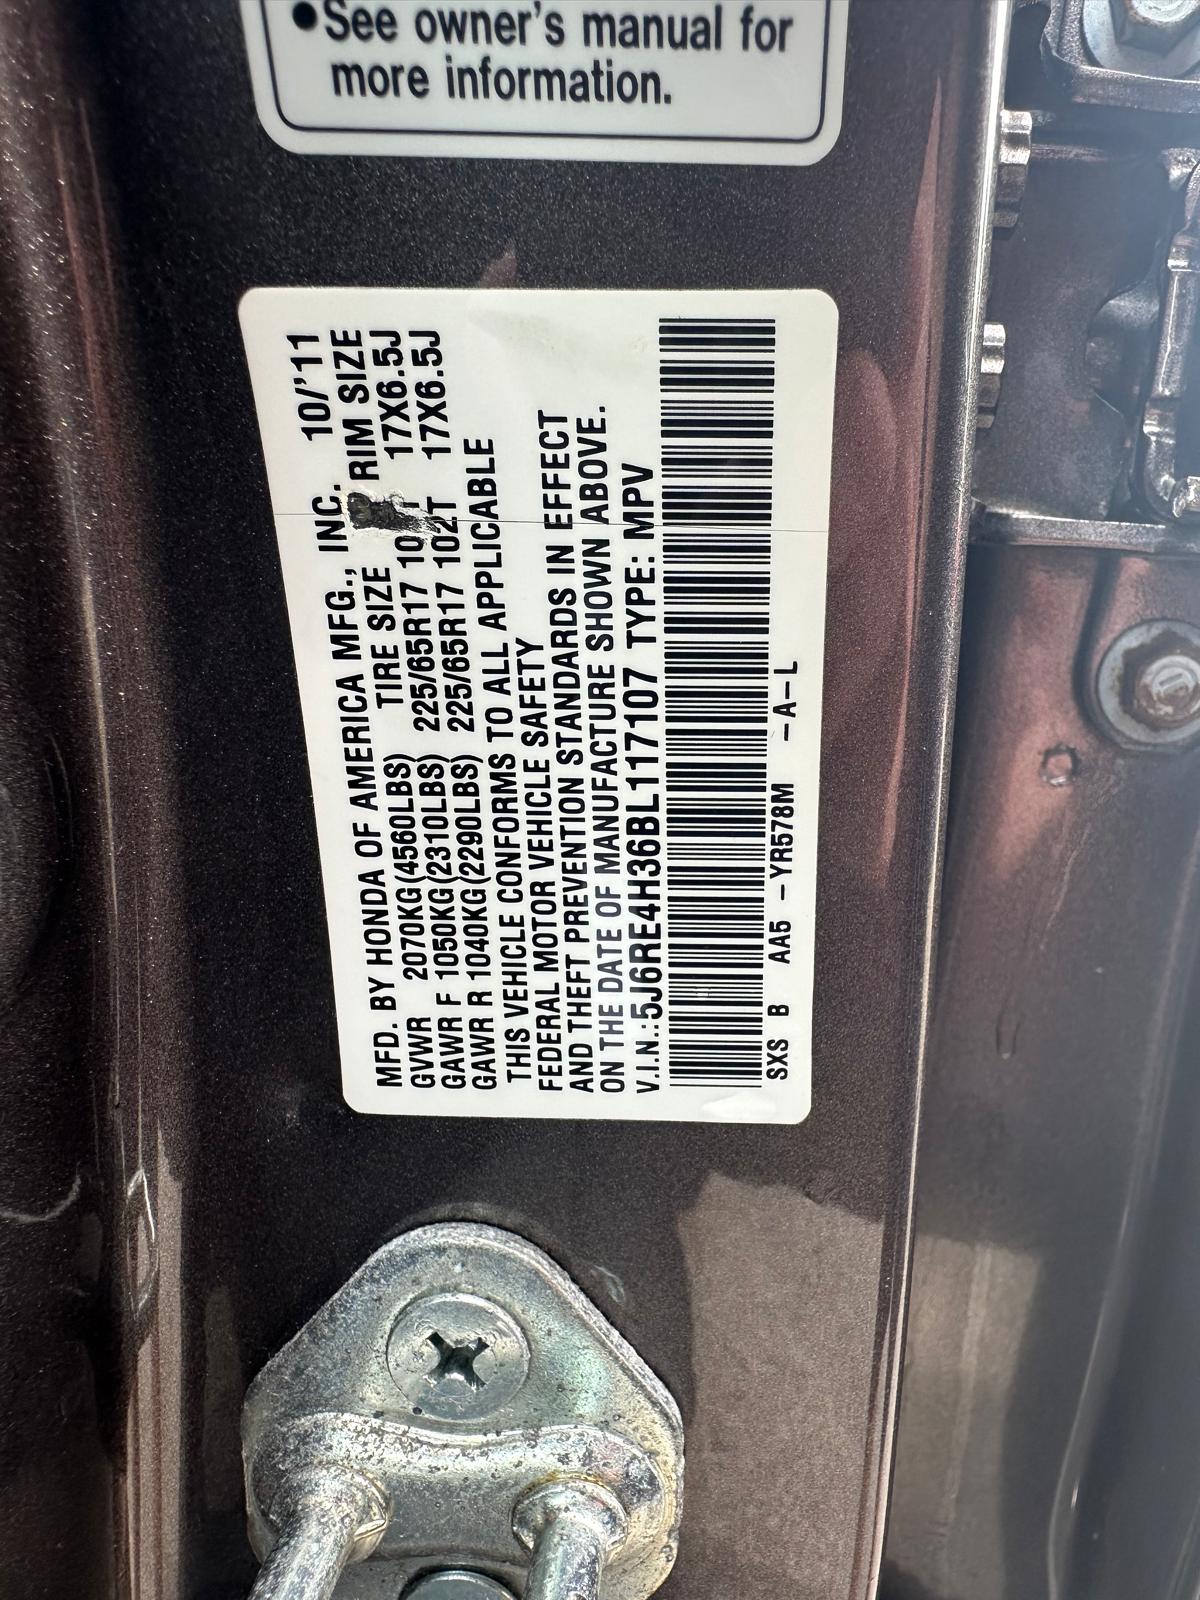 •See owner's manual for
more information.
MFD. BY HONDA OF AMERICA MFG., INC. 10/'11
GVWR 2070KG(4560LBS) TIRE SIZE RIM SIZE
GAWR F 1050KG(2310LBS) 225/65R17 17X6.5J
GAWR R 1040KG(2290LBS) 225/65R17 102T 17X6.5J
THIS VEHICLE CONFORMS TO ALL APPLICABLE
FEDERAL MOTOR VEHICLE SAFETY
AND THEFT PREVENTION STANDARDS IN EFFECT
ON THE DATE OF MANUFACTURE SHOWN ABOVE.
V.I.N.:5J6RE4H36BL117107 TYPE: MPV
SXS B AA5 -YR578M -A-L